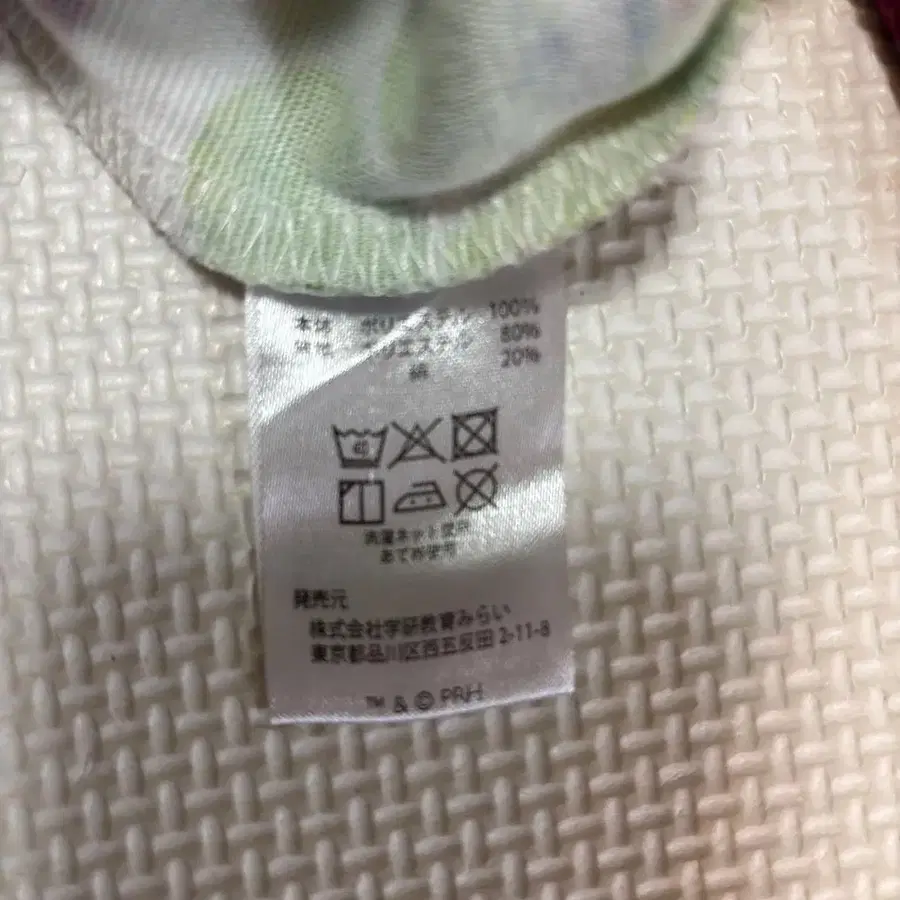 本体 ポリエステル 100%
ポリエステル 80%
綿 20%
40
洗濯ネット使用
あて布使用
発売元
株式会社学研教育みらい
東京都品川区西五反田 2-11-8
™ & © PRH